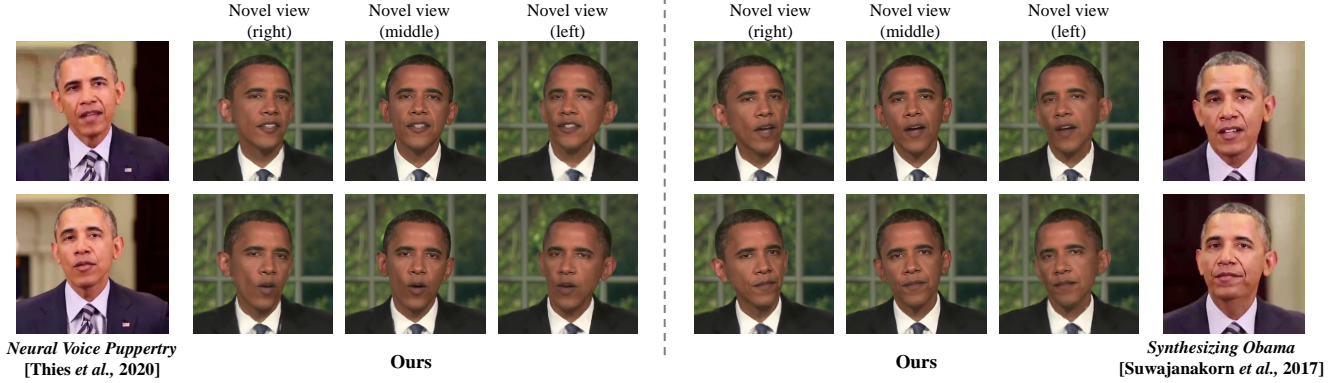 Novel view
(right)
Novel view
(middle)
Novel view
(left)
Novel view
(right)
Novel view
(middle)
Novel view
(left)
Neural Voice Puppertry
[Thies et al., 2020]
Ours
Ours
Synthesizing Obama
[Suwajanakorn et al., 2017]